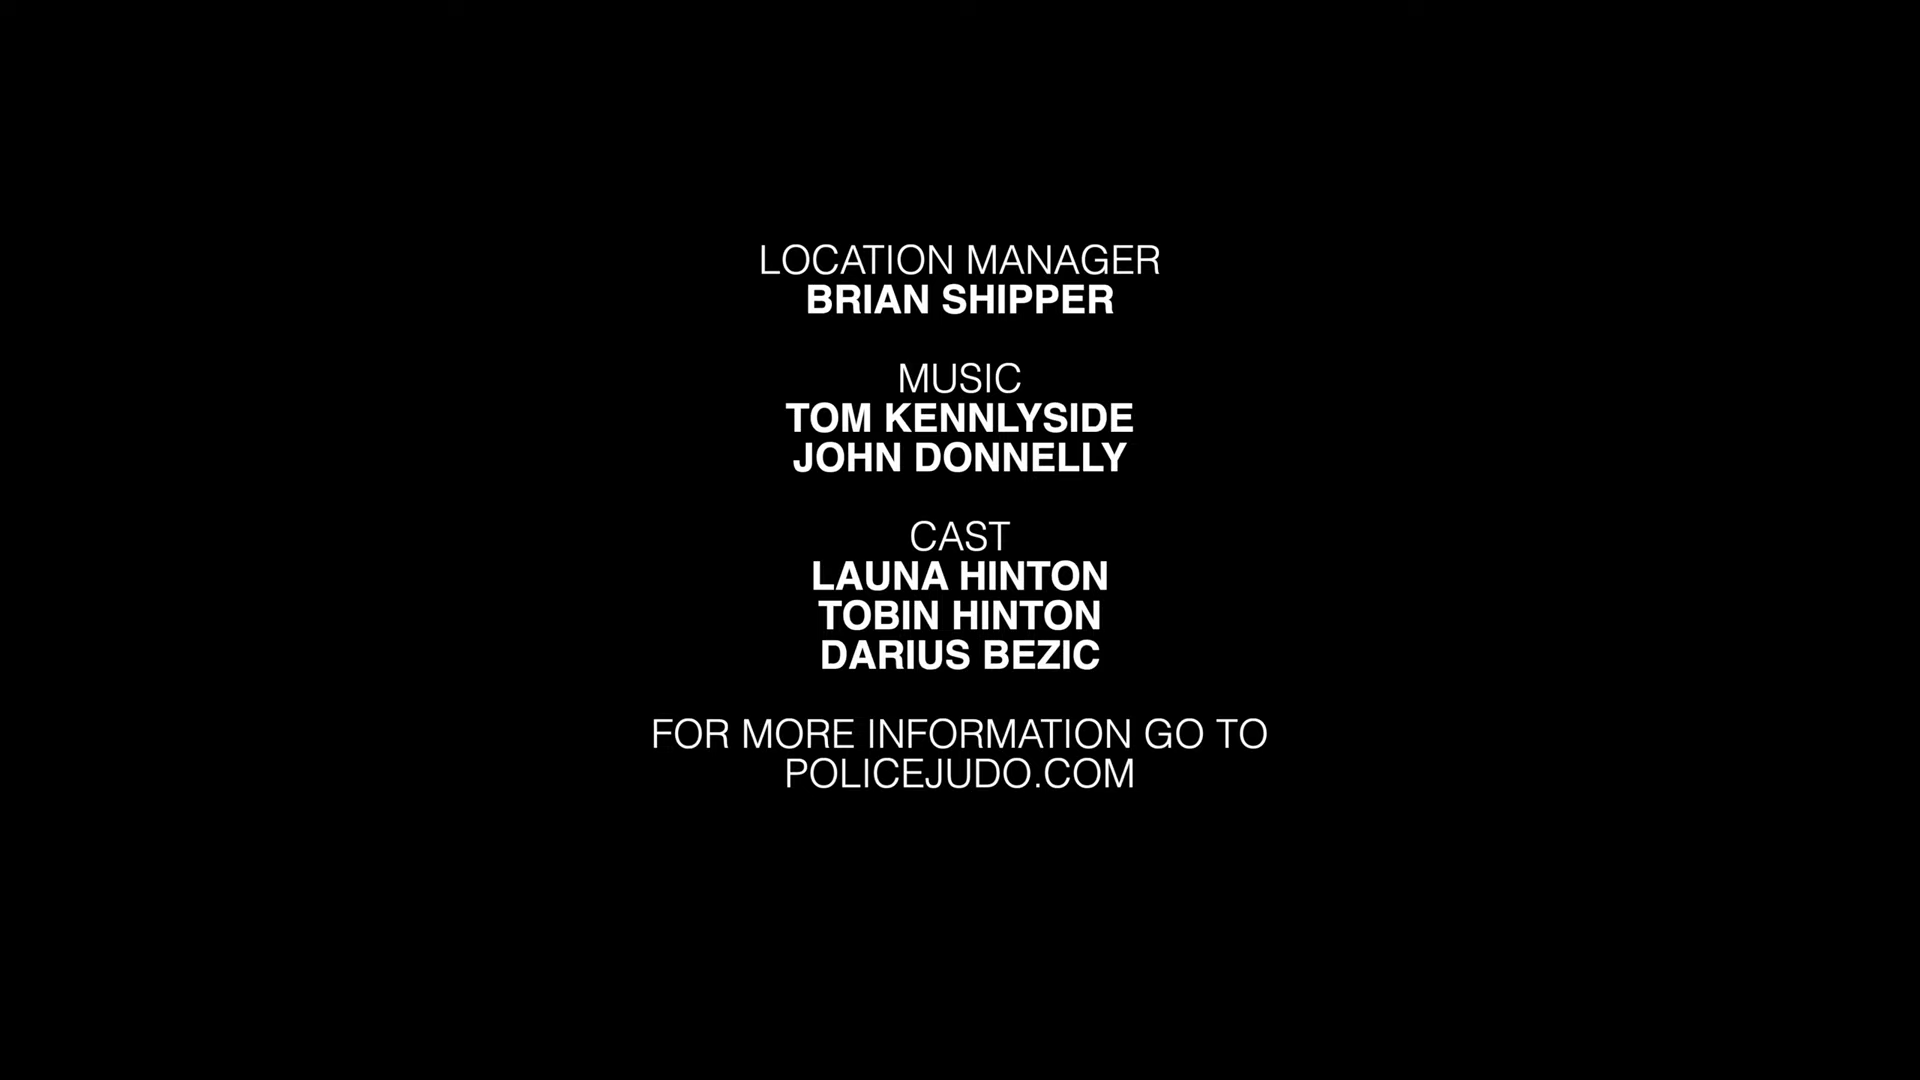 LOCATION MANAGER
BRIAN SHIPPER
MUSIC
TOM KENNLYSIDE
JOHN DONNELLY
CAST
LAUNA HINTON
TOBIN HINTON
DARIUS BEZIC
FOR MORE INFORMATION GO TO
POLICEJUDO.COM